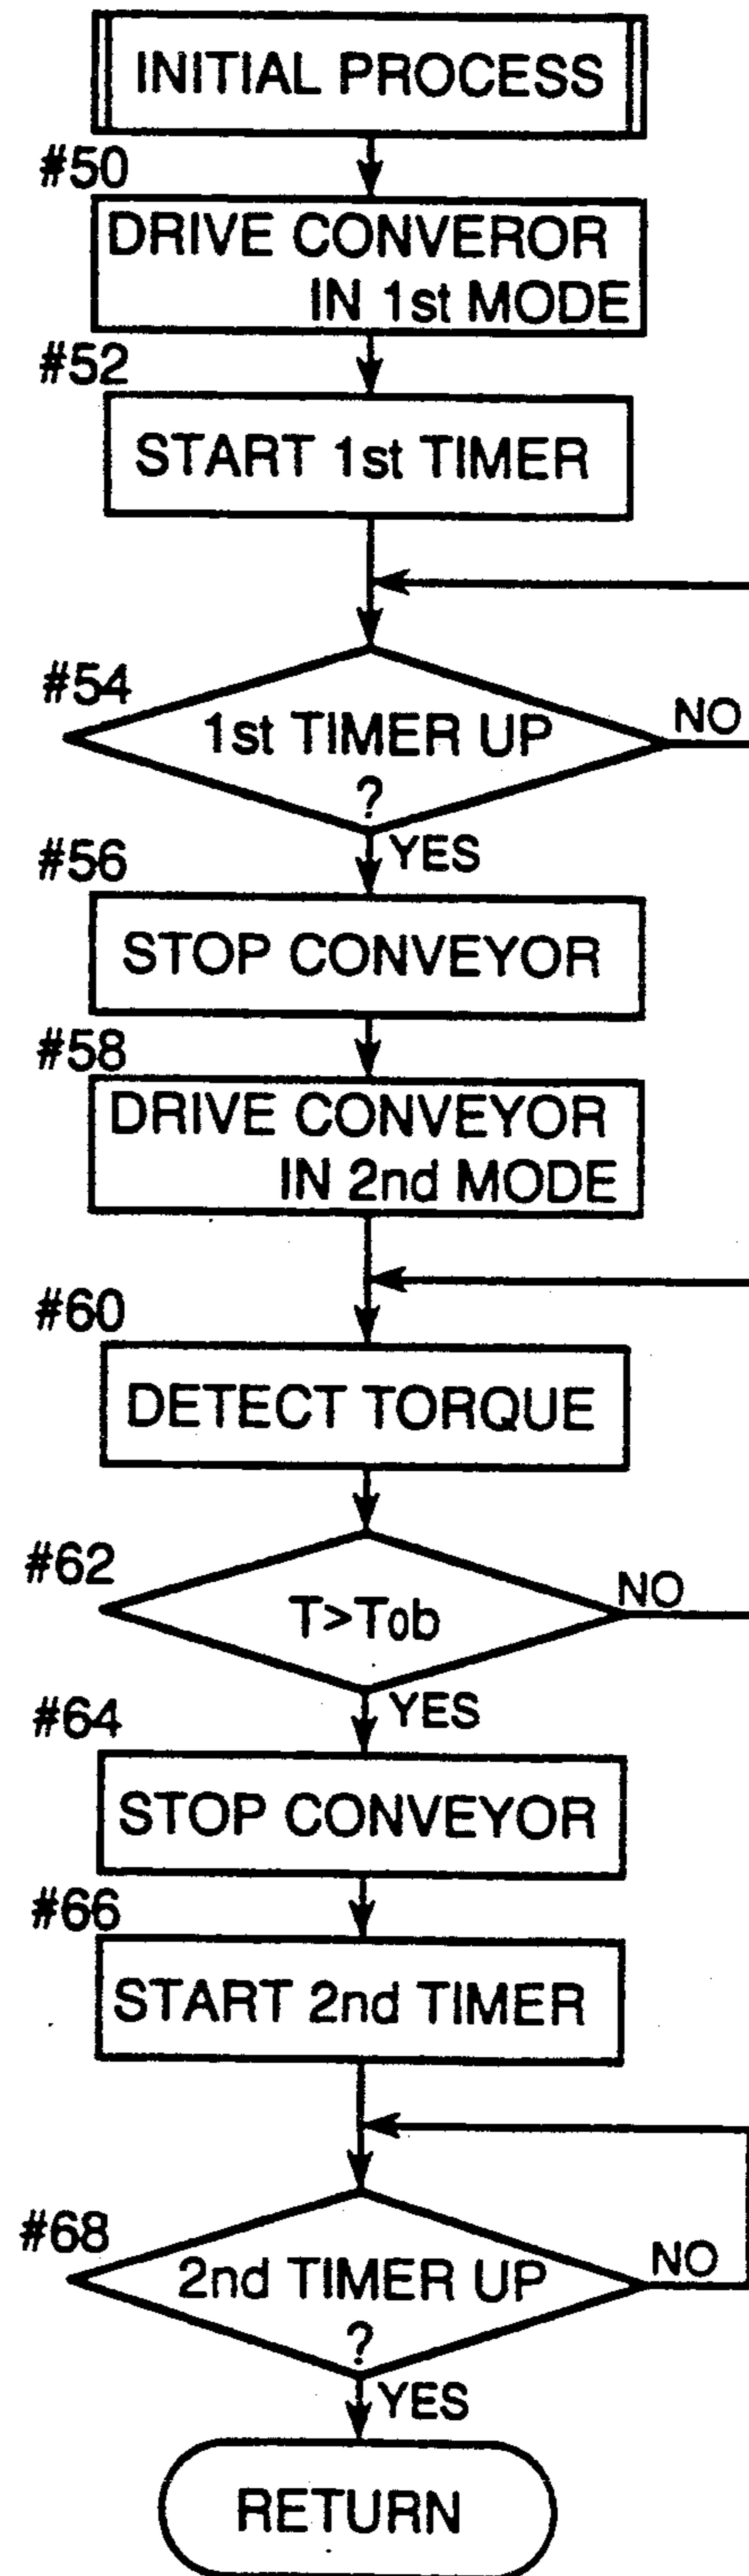 INITIAL PROCESS
#50
DRIVE CONVEROR
IN 1st MODE
#52
START 1st TIMER
#54
1st TIMER UP
?
NO
YES
#56
STOP CONVEYOR
#58
DRIVE CONVEYOR
IN 2nd MODE
#60
DETECT TORQUE
#62
T>Tob
NO
YES
#64
STOP CONVEYOR
#66
START 2nd TIMER
#68
2nd TIMER UP
?
NO
YES
RETURN